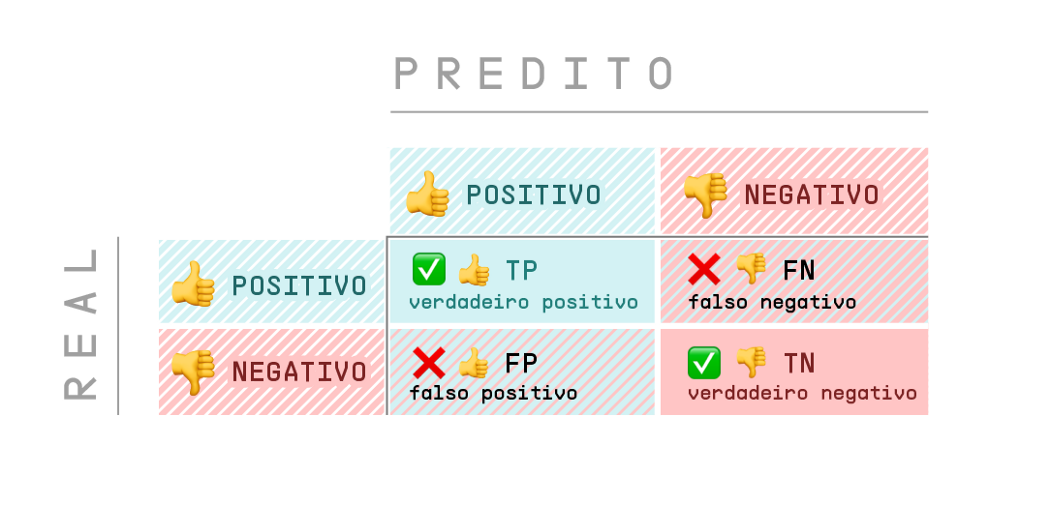 PREDITO
POSITIVO
NEGATIVO
REAL
POSITIVO
TP
verdadeiro positivo
FN
falso negativo
NEGATIVO
FP
falso positivo
TN
verdadeiro negativo